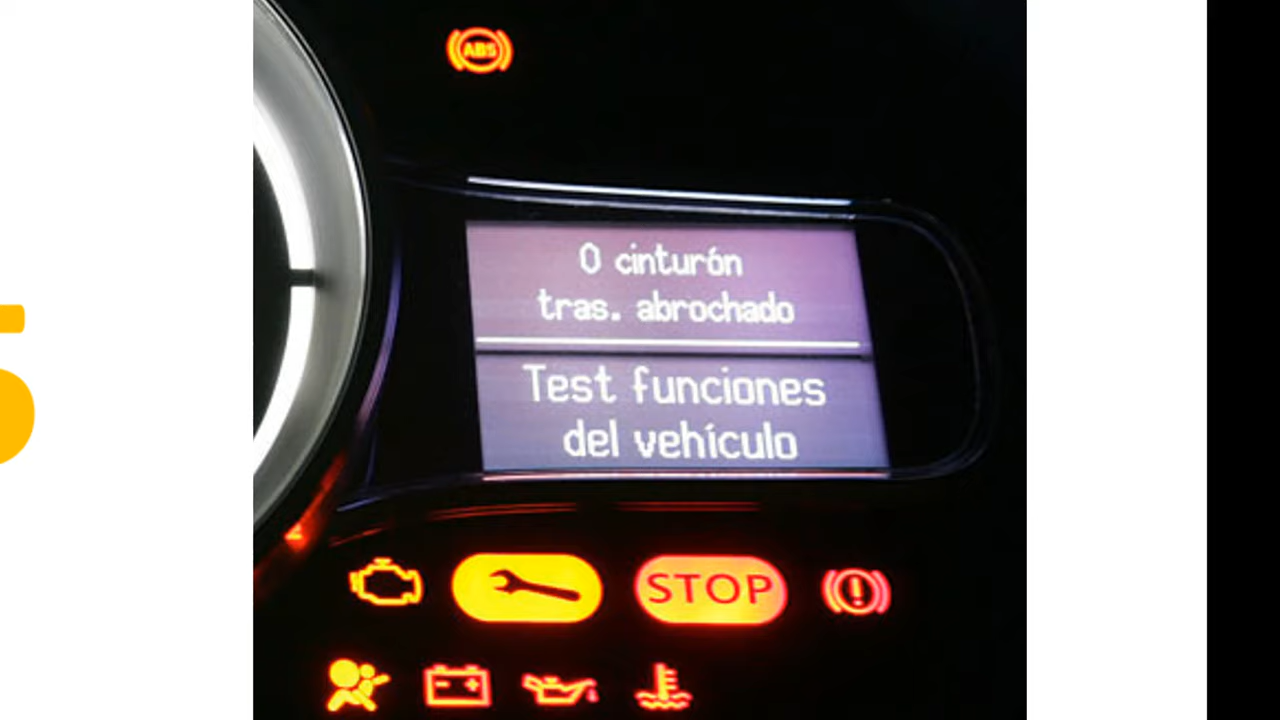 ABS
0 cinturón
tras. abrochado
Test funciones
del vehículo
STOP